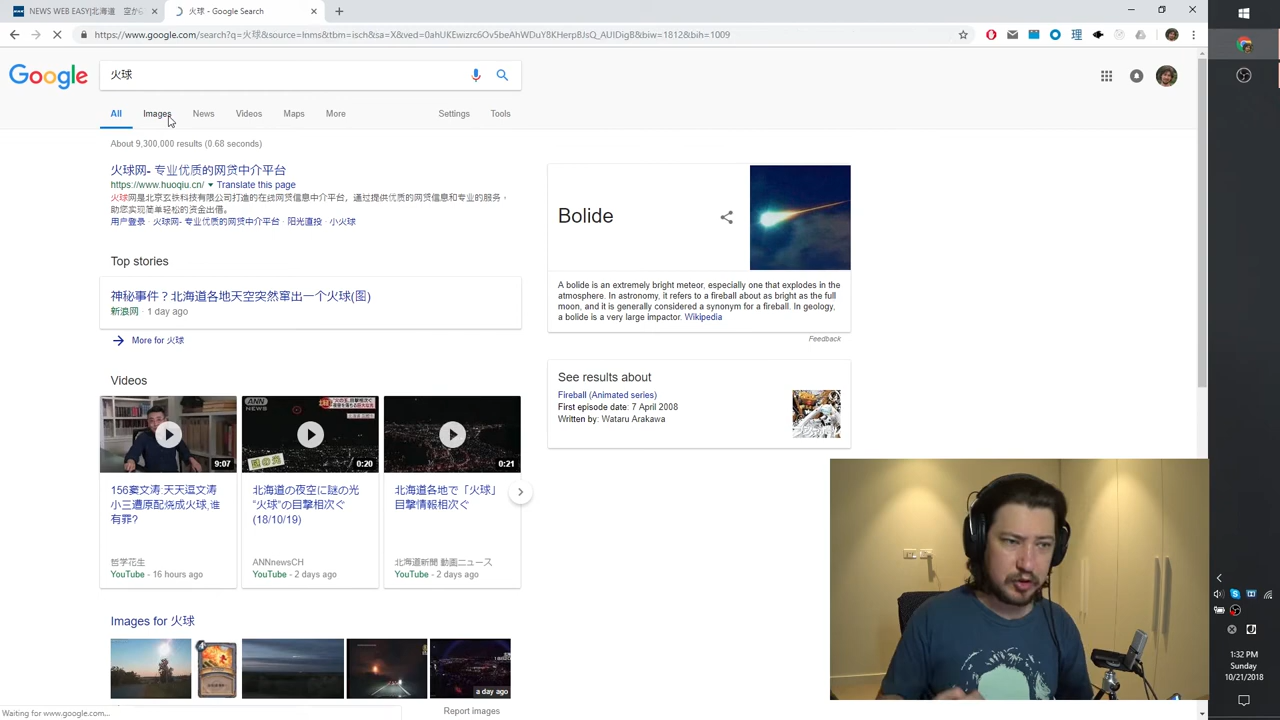 NEWS WEB EASY|北海道 空から
火球 - Google Search
https://www.google.com/search?q=火球&source=lnms&tbm=isch&sa=X&ved=0ahUKEwizrc6Ov5beAhWDuY8KHerpBJsQ_AUIDigB&biw=1812&bih=1009
Google
火球
All Images News Videos Maps More Settings Tools
About 9,300,000 results (0.68 seconds)
火球网- 专业优质的网贷中介平台
https://www.huoqiu.cn/ ▼ Translate this page
火球网是北京玄铁科技有限公司打造的在线网贷信息中介平台，通过提供优质的网贷信息和专业的服务，
助您实现简单轻松的资金出借。
用户登录 · 火球网- 专业优质的网贷中介平台 · 阳光直投 · 小火球
Top stories
神秘事件？北海道各地天空突然窜出一个火球(图)
新浪网 · 1 day ago
More for 火球
Videos
9:07
ANN NEWS
謎の光
0:20
0:21
156窦文涛:天天逗文涛
小三遭原配烧成火球,谁
有罪?
哲学花生
YouTube - 16 hours ago
北海道の夜空に謎の光
“火球”の目撃相次ぐ
(18/10/19)
ANNnewsCH
YouTube - 2 days ago
北海道各地で「火球」
目撃情報相次ぐ
北海道新聞 動画ニュース
YouTube - 2 days ago
Images for 火球
4
a day ago
Report images
Bolide
A bolide is an extremely bright meteor, especially one that explodes in the
atmosphere. In astronomy, it refers to a fireball about as bright as the full
moon, and it is generally considered a synonym for a fireball. In geology,
a bolide is a very large impactor. Wikipedia
Feedback
See results about
Fireball (Animated series)
First episode date: 7 April 2008
Written by: Wataru Arakawa
理
1:32 PM
Sunday
10/21/2018
Waiting for www.google.com...